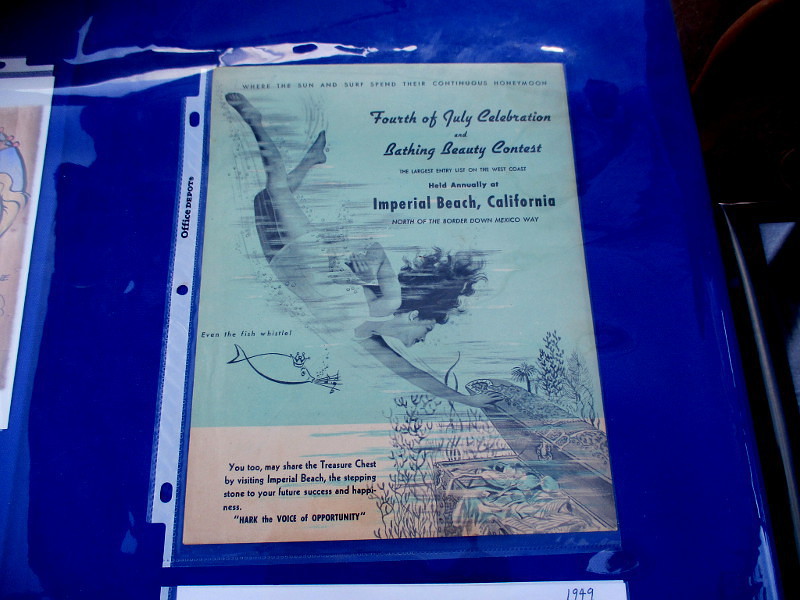 WHERE THE SUN AND SURF SPEND THEIR CONTINUOUS HONEYMOON
Fourth of July Celebration
and
Bathing Beauty Contest
THE LARGEST ENTRY LIST ON THE WEST COAST
Held Annually at
Imperial Beach, California
NORTH OF THE BORDER DOWN MEXICO WAY
Office DEPOT
Even the fish whistle!
You too, may share the Treasure Chest
by visiting Imperial Beach, the stepping
stone to your future success and happi-
ness.
"HARK the VOICE of OPPORTUNITY"
1949